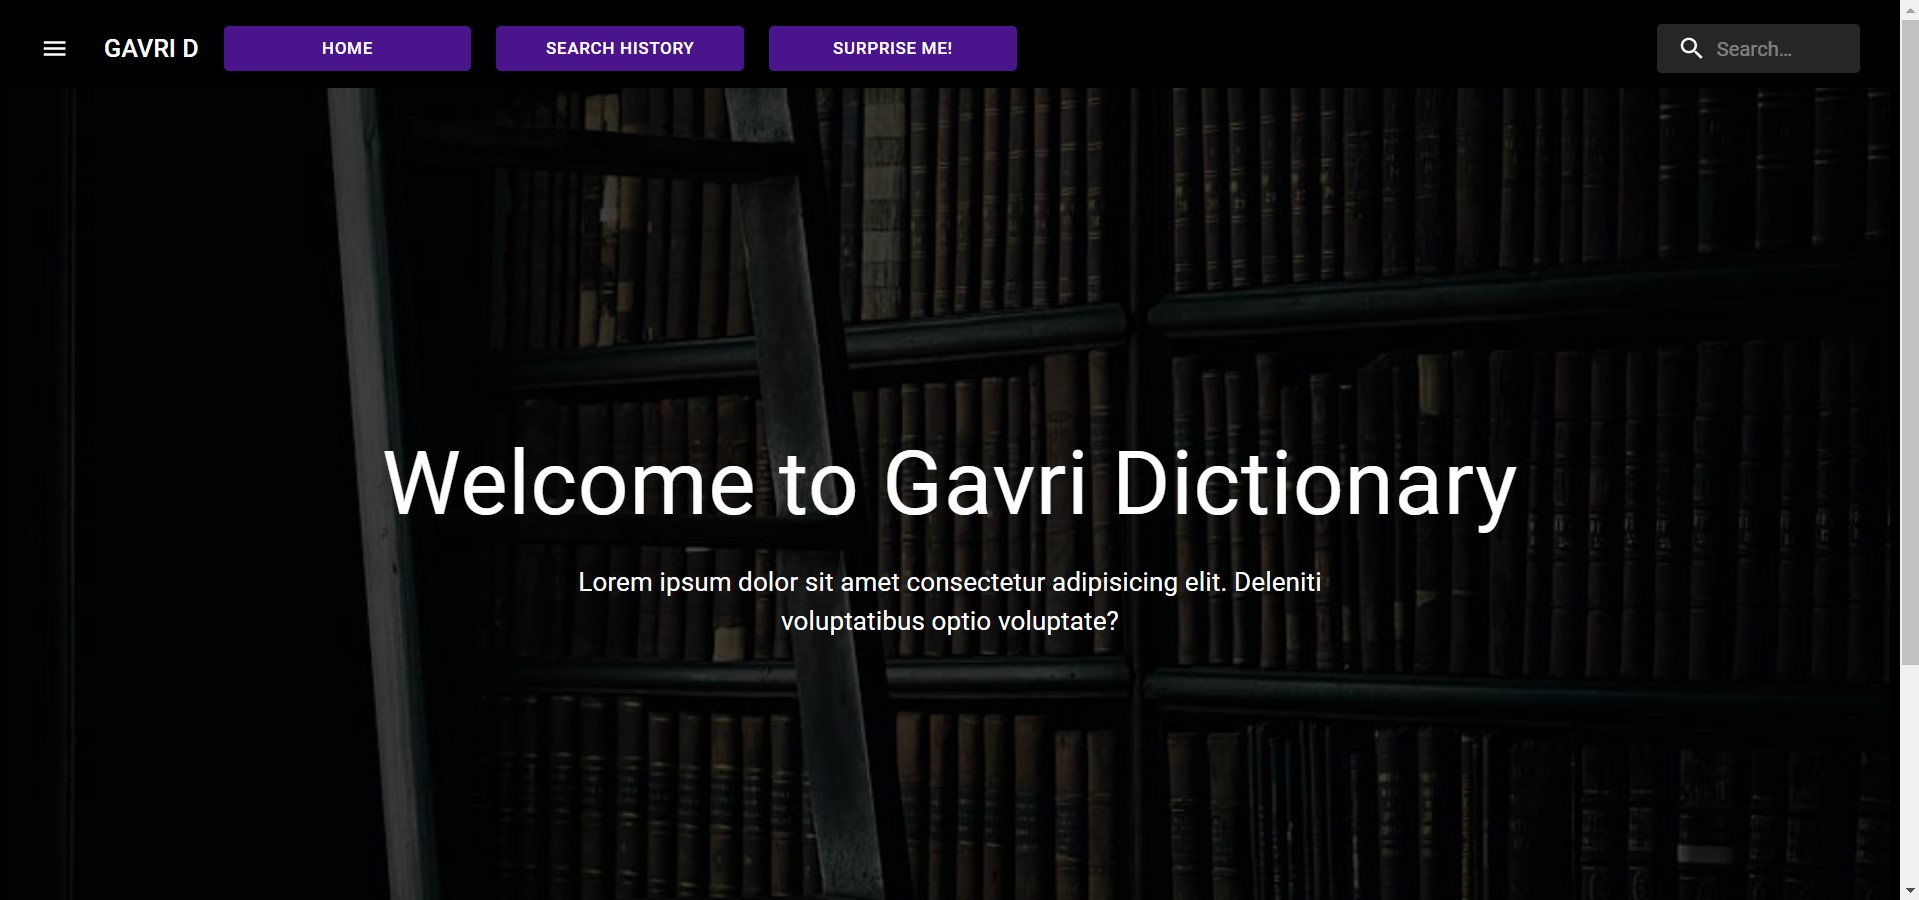 GAVRI D
HOME
SEARCH HISTORY
SURPRISE ME!
Search...
Welcome to Gavri Dictionary
Lorem ipsum dolor sit amet consectetur adipisicing elit. Deleniti
voluptatibus optio voluptate?